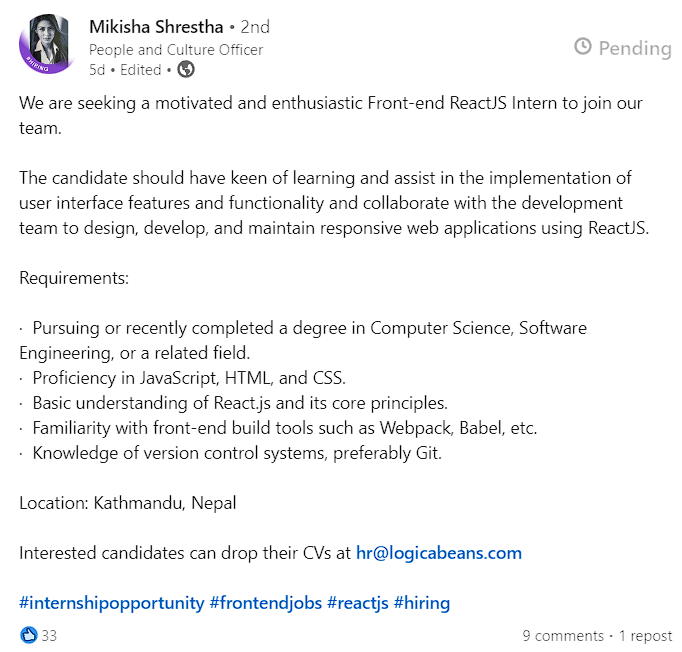 Mikisha Shrestha • 2nd
People and Culture Officer
5d • Edited •
Pending
#HIRING
We are seeking a motivated and enthusiastic Front-end ReactJS Intern to join our
team.
The candidate should have keen of learning and assist in the implementation of
user interface features and functionality and collaborate with the development
team to design, develop, and maintain responsive web applications using ReactJS.
Requirements:
· Pursuing or recently completed a degree in Computer Science, Software
Engineering, or a related field.
· Proficiency in JavaScript, HTML, and CSS.
· Basic understanding of React.js and its core principles.
· Familiarity with front-end build tools such as Webpack, Babel, etc.
· Knowledge of version control systems, preferably Git.
Location: Kathmandu, Nepal
Interested candidates can drop their CVs at hr@logicabeans.com
#internshipopportunity #frontendjobs #reactjs #hiring
33
9 comments · 1 repost